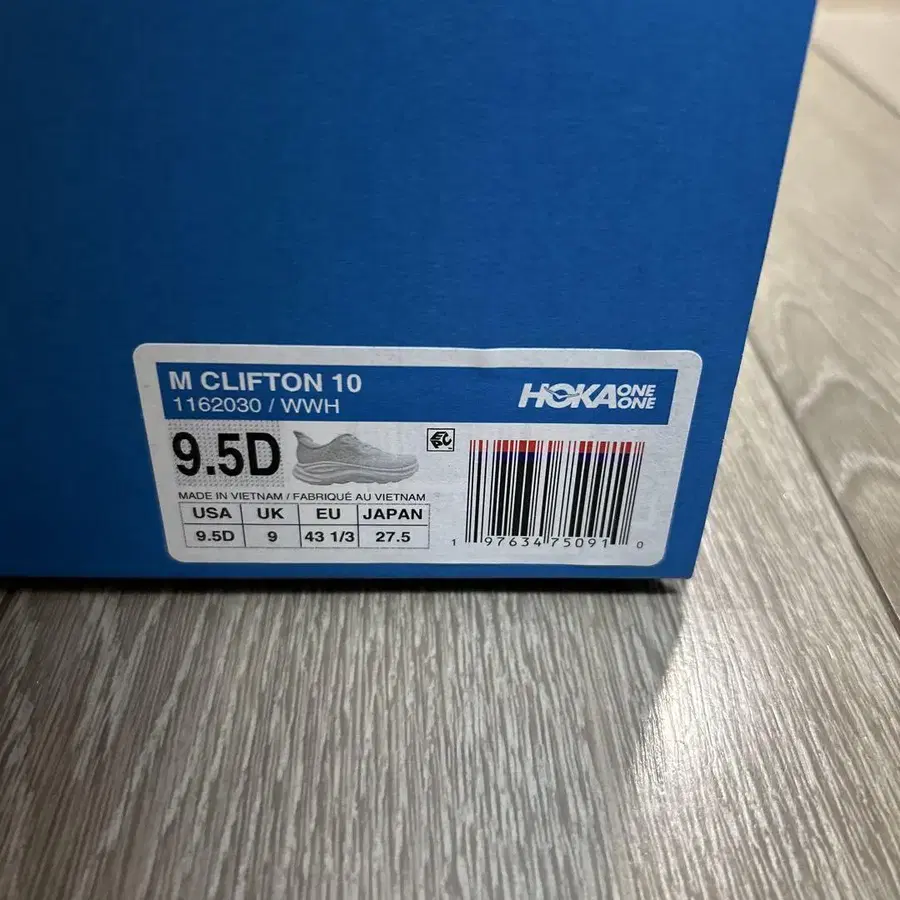 M CLIFTON 10
1162030 / WWH
HOKA ONE ONE
9.5D
MADE IN VIETNAM / FABRIQUÉ AU VIETNAM
USA UK EU JAPAN
9.5D 9 43 1/3 27.5
1 97634 75091 0